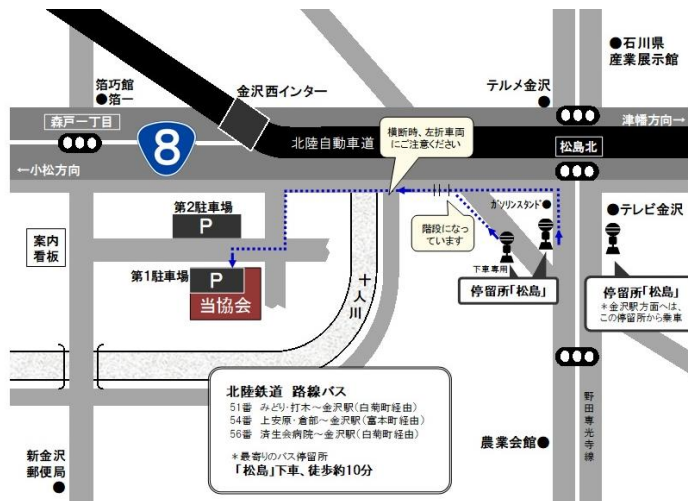 ●石川県
産業展示館
箔巧館
●箔一
金沢西インター
テルメ金沢
●
森戸一丁目
津幡方向→
8
北陸自動車道
横断時、左折車両
にご注意ください
松島北
←小松方向
第2駐車場
P
ガソリンスタンド●
●テレビ金沢
案内
看板
階段になっ
ています
下車専用
第1駐車場
P
当協会
十人川
停留所「松島」
停留所「松島」
＊金沢駅方面へは、
この停留所から乗車
北陸鉄道 路線バス
51番 みどり・打木～金沢駅(白菊町経由)
54番 上安原・倉部～金沢駅(富本町経由)
56番 済生会病院～金沢駅(白菊町経由)
＊最寄りのバス停留所
「松島」下車、徒歩約10分
野田専光寺線
農業会館●
新金沢
郵便局
●